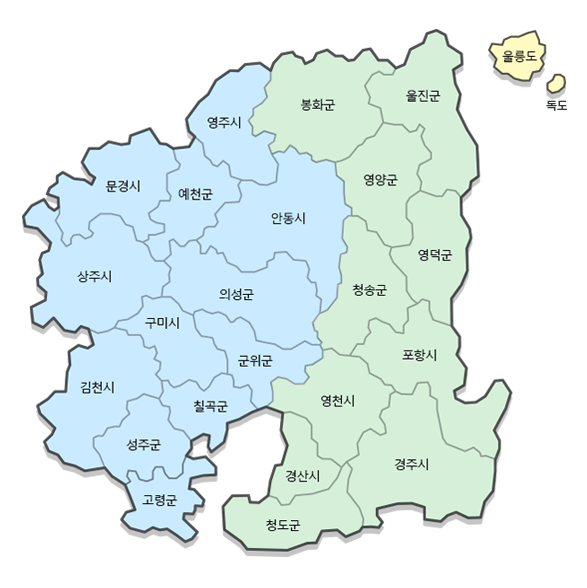 울릉도
독도
울진군
봉화군
영주시
영양군
문경시
예천군
안동시
영덕군
상주시
청송군
의성군
구미시
포항시
군위군
김천시
영천시
칠곡군
성주군
경주시
경산시
고령군
청도군